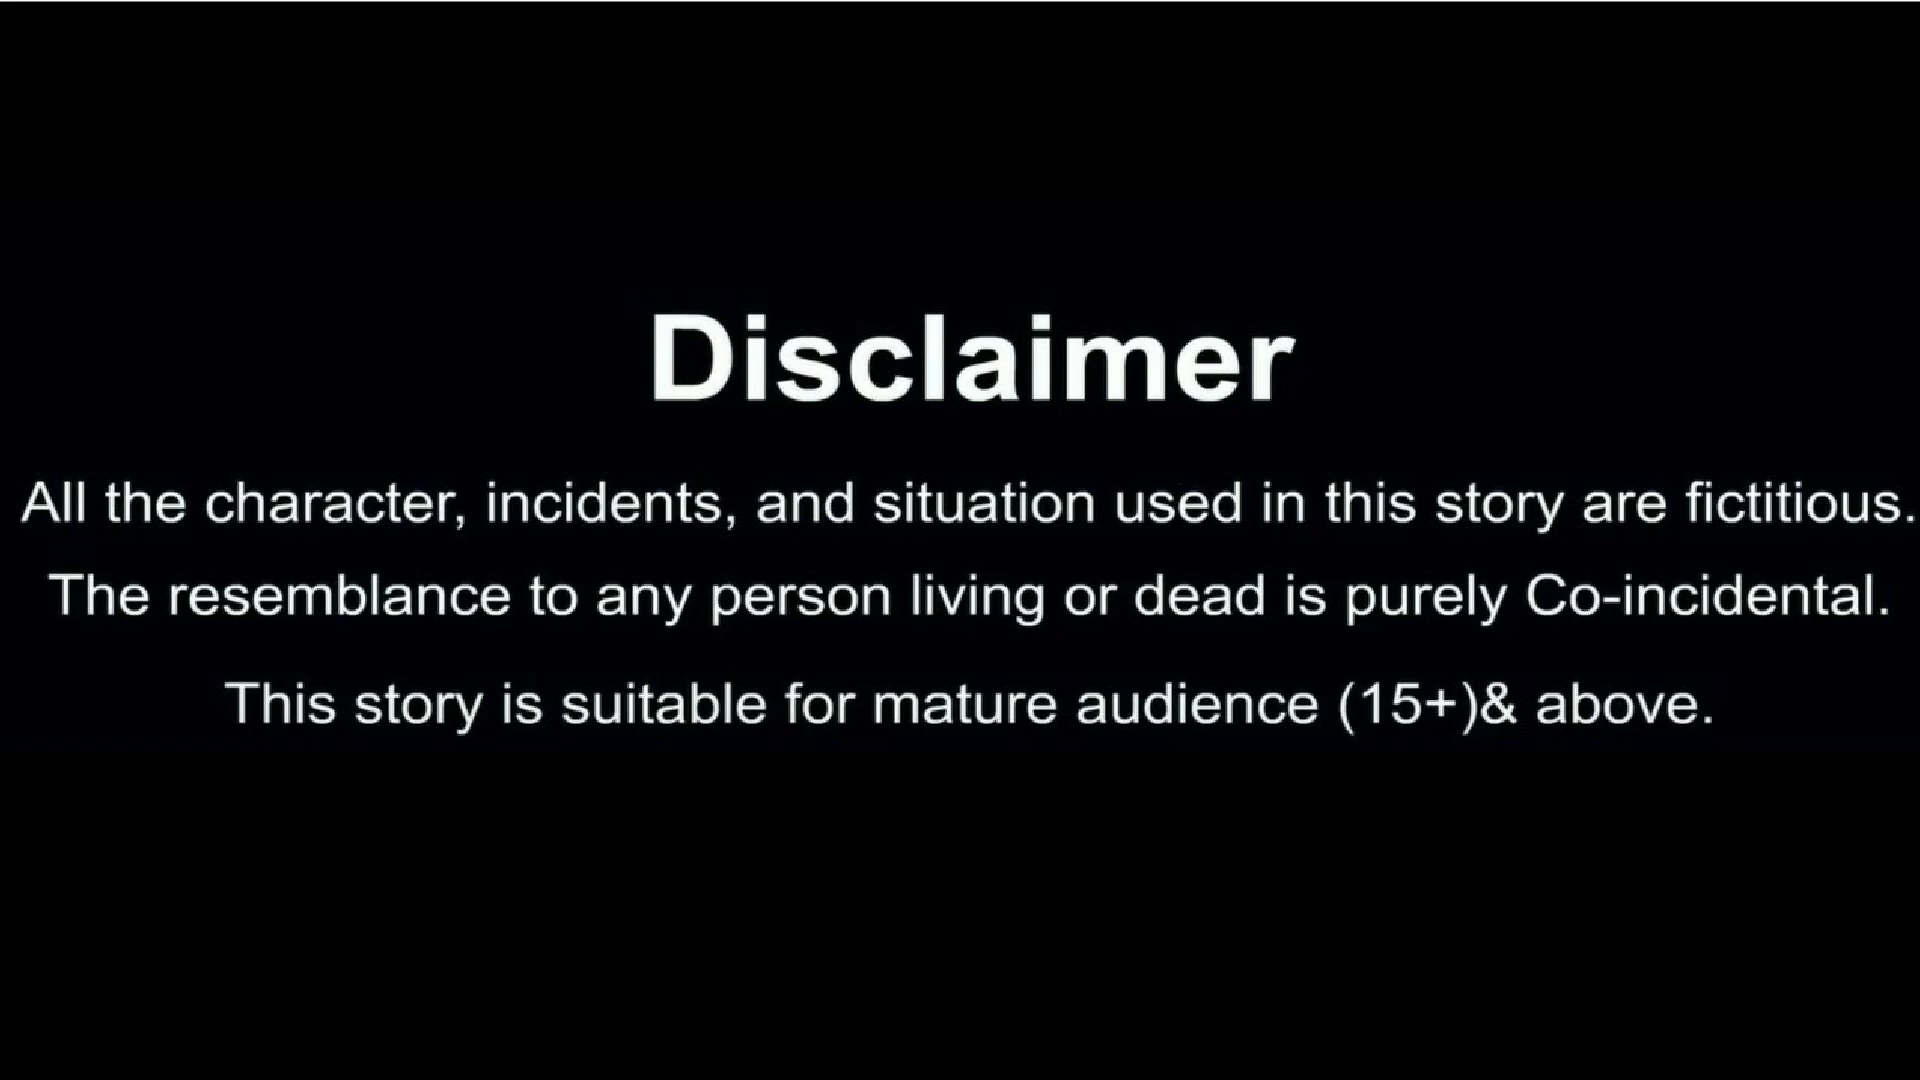 Disclaimer
All the character, incidents, and situation used in this story are fictitious.
The resemblance to any person living or dead is purely Co-incidental.
This story is suitable for mature audience (15+)& above.